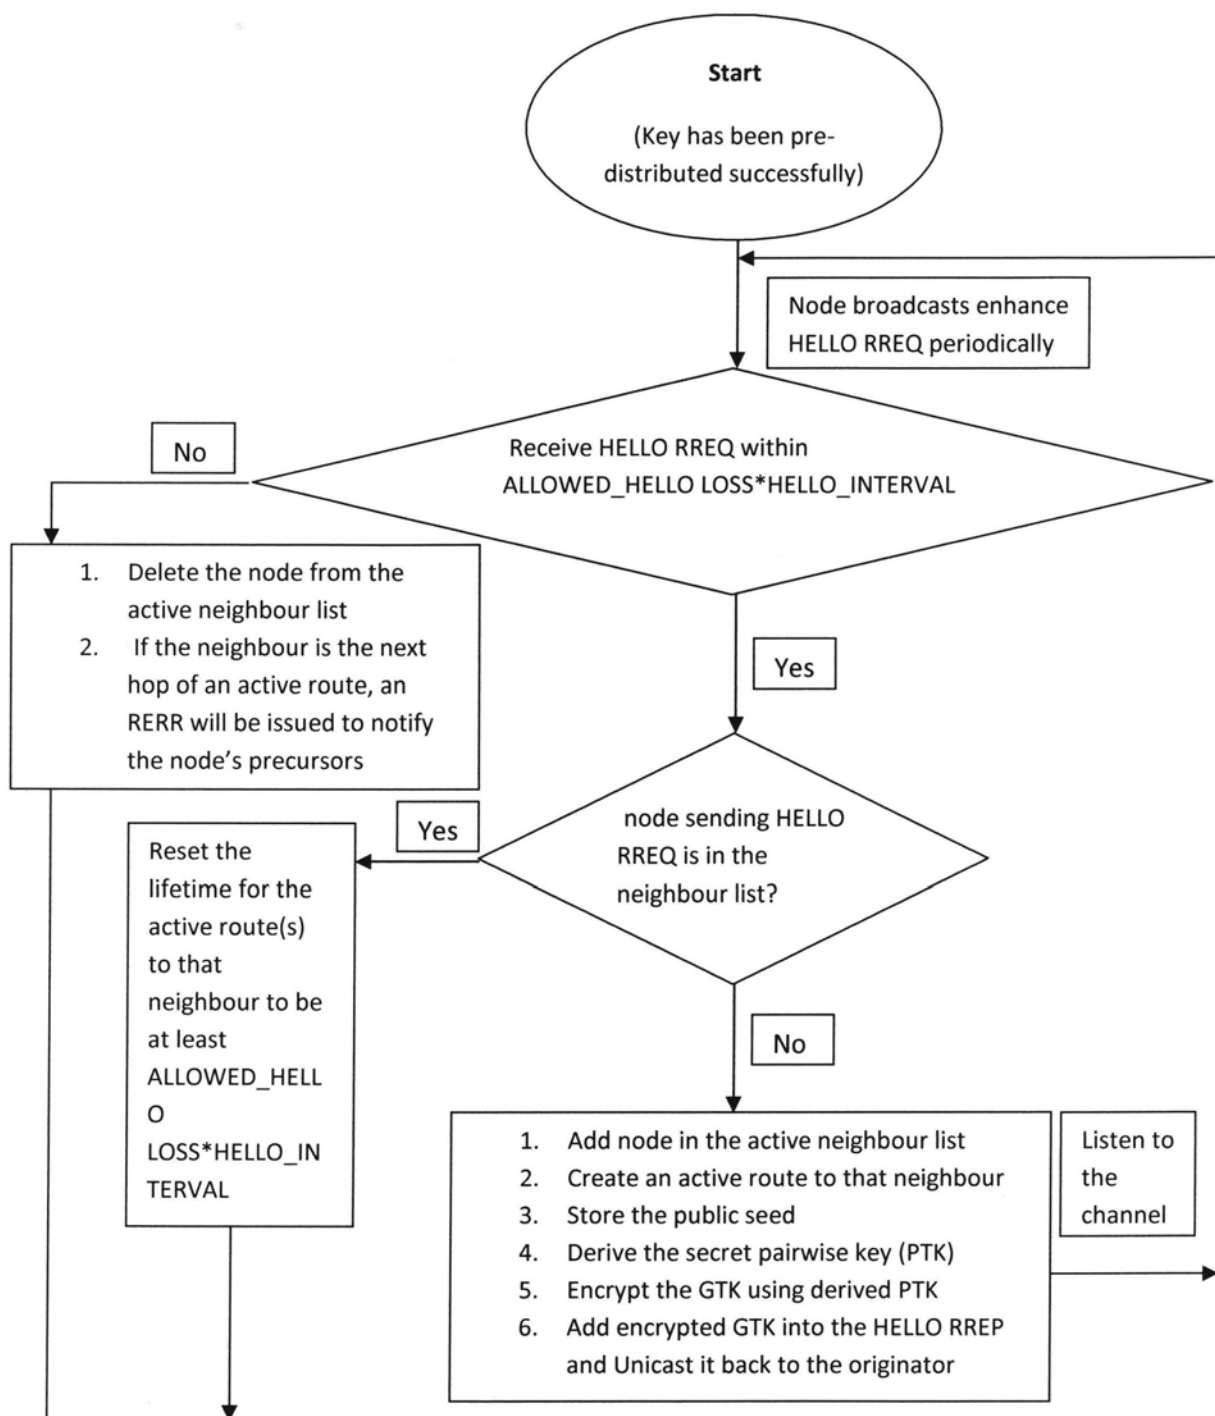 Start
(Key has been pre-
distributed successfully)
Node broadcasts enhance
HELLO RREQ periodically
No
Receive HELLO RREQ within
ALLOWED_HELLO LOSS*HELLO_INTERVAL
1. Delete the node from the
active neighbour list
2. If the neighbour is the next
hop of an active route, an
RERR will be issued to notify
the node's precursors
Yes
Yes
node sending HELLO
RREQ is in the
neighbour list?
Reset the
lifetime for the
active route(s)
to that
neighbour to be
at least
ALLOWED_HELL
O
LOSS*HELLO_IN
TERVAL
No
1. Add node in the active neighbour list
2. Create an active route to that neighbour
3. Store the public seed
4. Derive the secret pairwise key (PTK)
5. Encrypt the GTK using derived PTK
6. Add encrypted GTK into the HELLO RREP
and Unicast it back to the originator
Listen to
the
channel